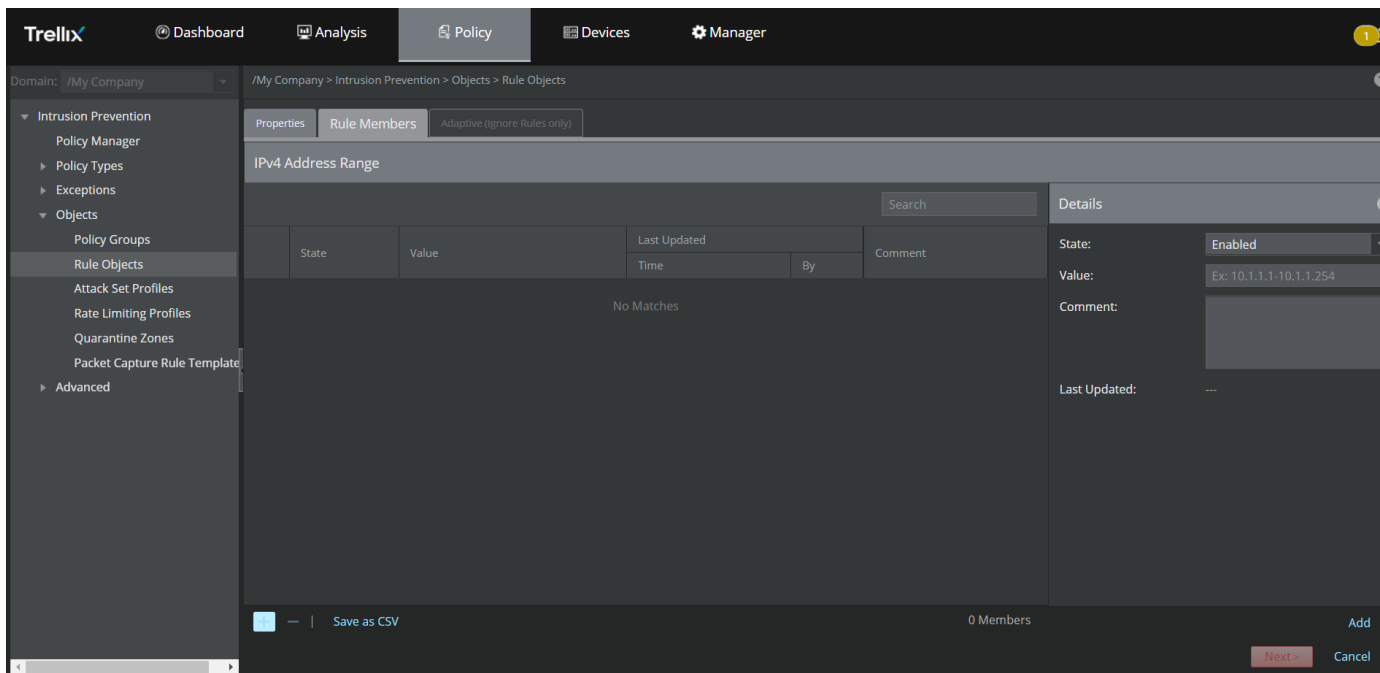 Trellix
Dashboard
Analysis
Policy
Devices
Manager
1
Domain: /My Company
/My Company > Intrusion Prevention > Objects > Rule Objects
Intrusion Prevention
Policy Manager
Policy Types
Exceptions
Objects
Policy Groups
Rule Objects
Attack Set Profiles
Rate Limiting Profiles
Quarantine Zones
Packet Capture Rule Template
Advanced
Properties
Rule Members
Adaptive (Ignore Rules only)
IPv4 Address Range
Search
State
Value
Last Updated
Time
By
Comment
No Matches
Details
State:
Enabled
Value:
Ex: 10.1.1.1-10.1.1.254
Comment:
Last Updated:
---
+ — | Save as CSV
0 Members
Add
Next >
Cancel